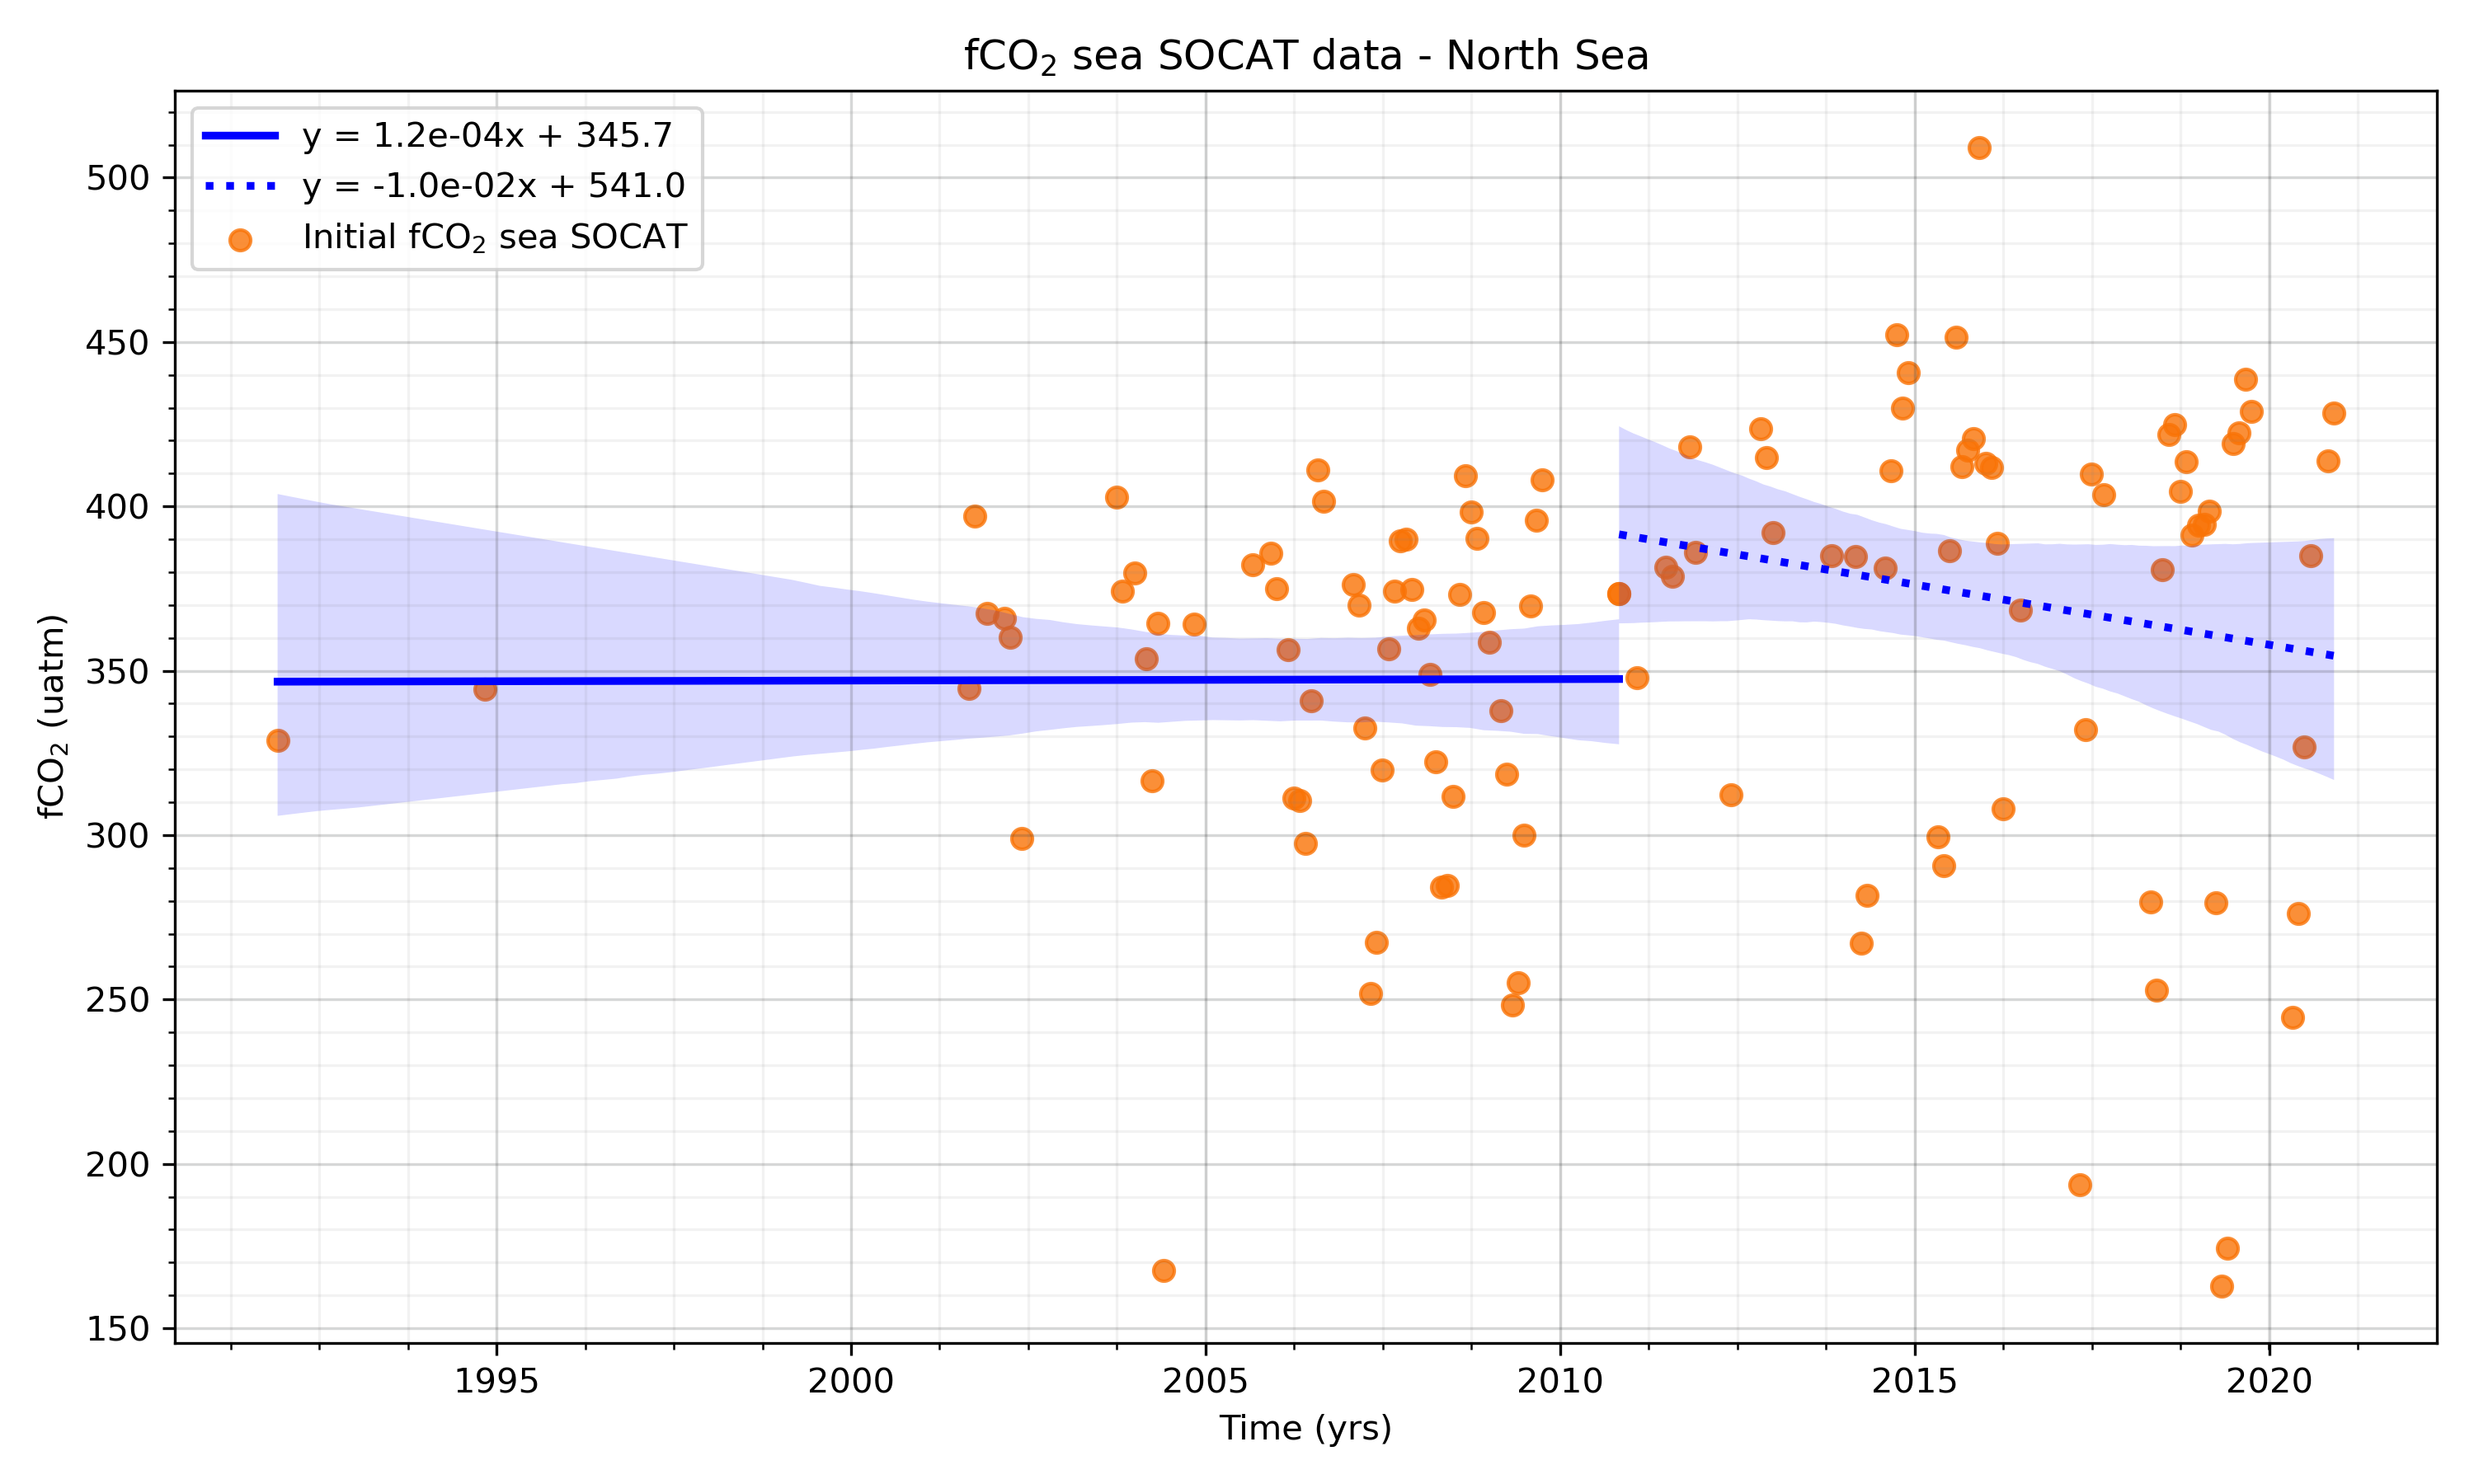 fCO₂ sea SOCAT data - North Sea
y = 1.2e-04x + 345.7
y = -1.0e-02x + 541.0
Initial fCO₂ sea SOCAT
500
450
400
350
300
250
200
150
fCO₂ (uatm)
1995 2000 2005 2010 2015 2020
Time (yrs)